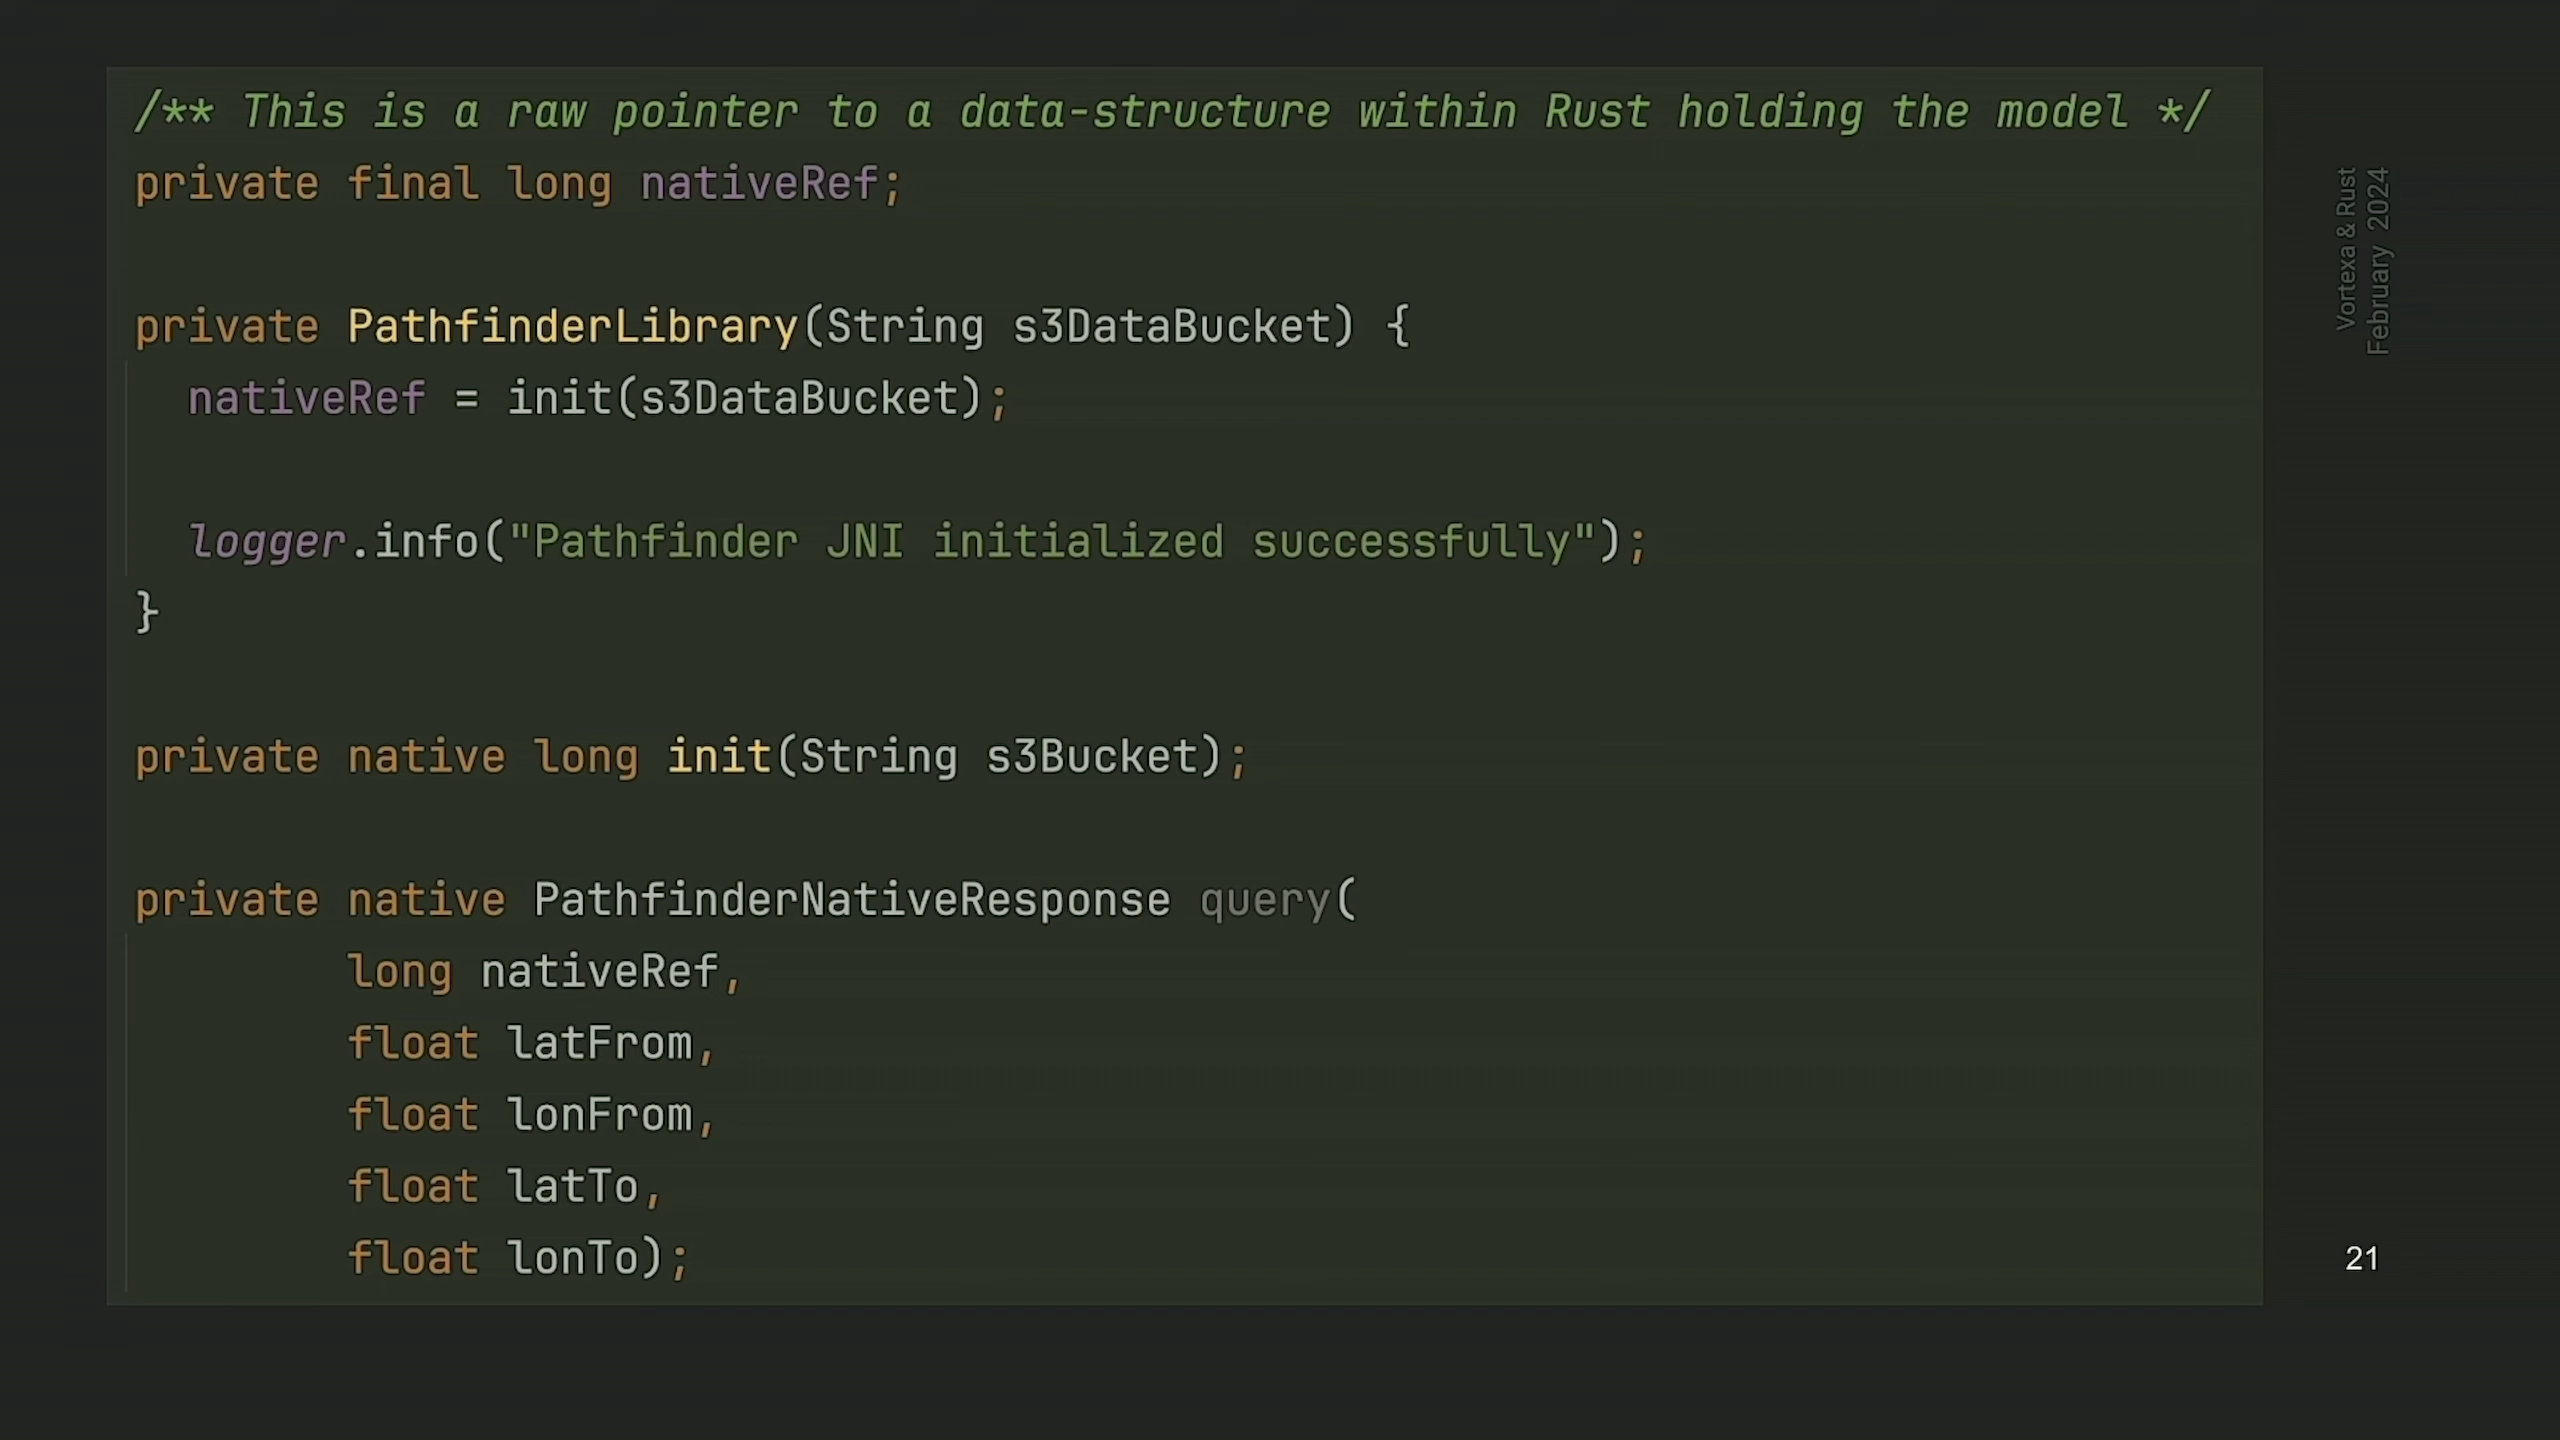 /** This is a raw pointer to a data-structure within Rust holding the model */
private final long nativeRef;
private PathfinderLibrary(String s3DataBucket) {
nativeRef = init(s3DataBucket);
logger.info("Pathfinder JNI initialized successfully");
}
private native long init(String s3Bucket);
private native PathfinderNativeResponse query(
long nativeRef,
float latFrom,
float lonFrom,
float latTo,
float lonTo);
Vortexa & Rust
February 2024
21